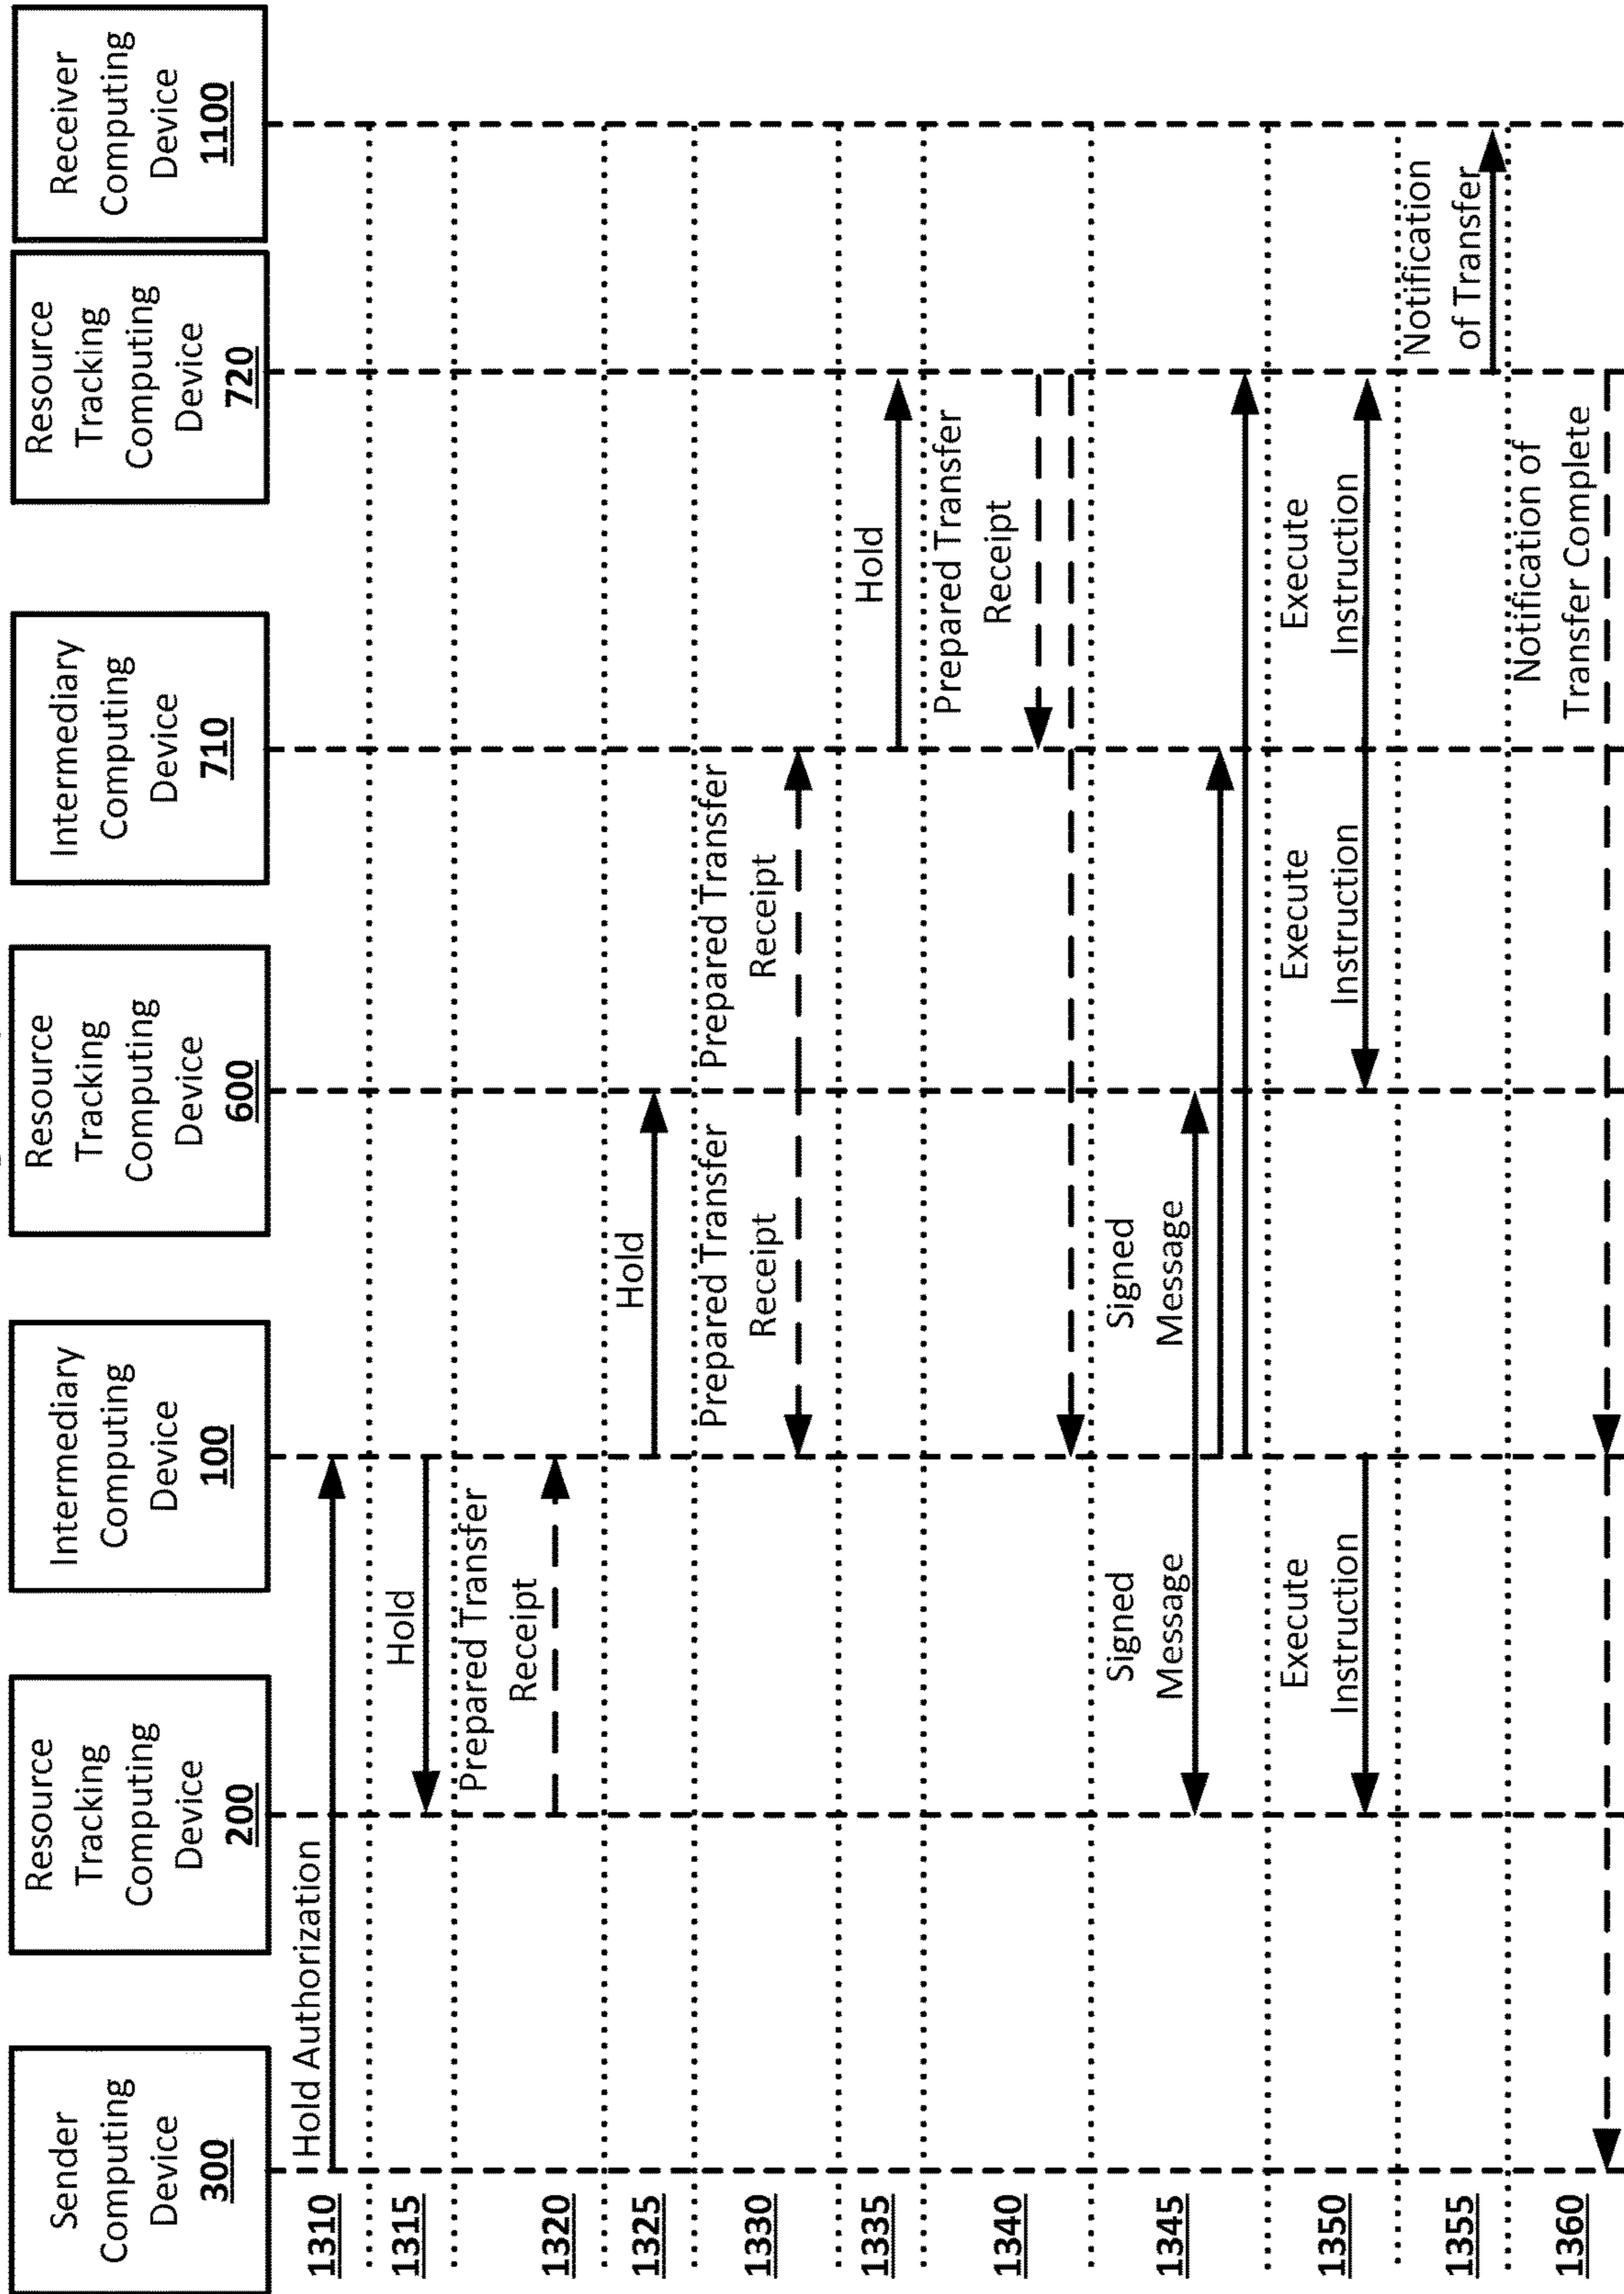 Sender
Computing
Device
300
Resource
Tracking
Computing
Device
200
Intermediary
Computing
Device
100
Resource
Tracking
Computing
Device
600
Intermediary
Computing
Device
710
Resource
Tracking
Computing
Device
720
Receiver
Computing
Device
1100
1310
Hold Authorization
1315
Hold
1320
Prepared Transfer
Receipt
1325
Hold
1330
Prepared Transfer
Receipt
Prepared Transfer
Receipt
1335
Hold
1340
Prepared Transfer
Receipt
1345
Signed
Message
Signed
Message
1350
Execute
Instruction
Execute
Instruction
Execute
Instruction
1355
Notification
of Transfer
1360
Notification of
Transfer Complete